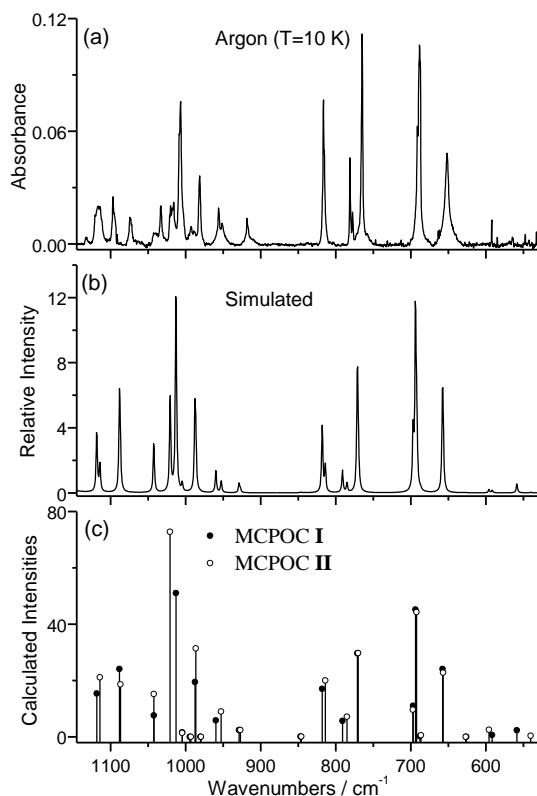 (a)
Argon (T=10 K)
0.12
0.06
0.00
Absorbance
(b)
Simulated
12
8
4
0
Relative Intensity
(c)
MCPOC I
MCPOC II
80
40
0
Calculated Intensities
1100 1000 900 800 700 600
Wavenumbers / cm⁻¹